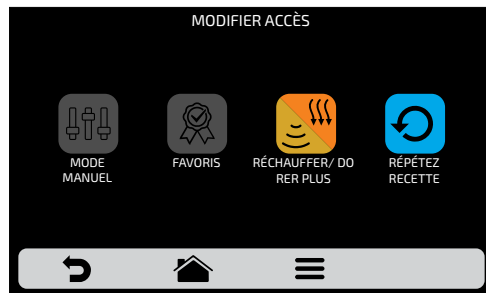 MODIFIER ACCÈS
MODE
MANUEL
FAVORIS
RÉCHAUFFER/ DO
RER PLUS
RÉPÉTEZ
RECETTE